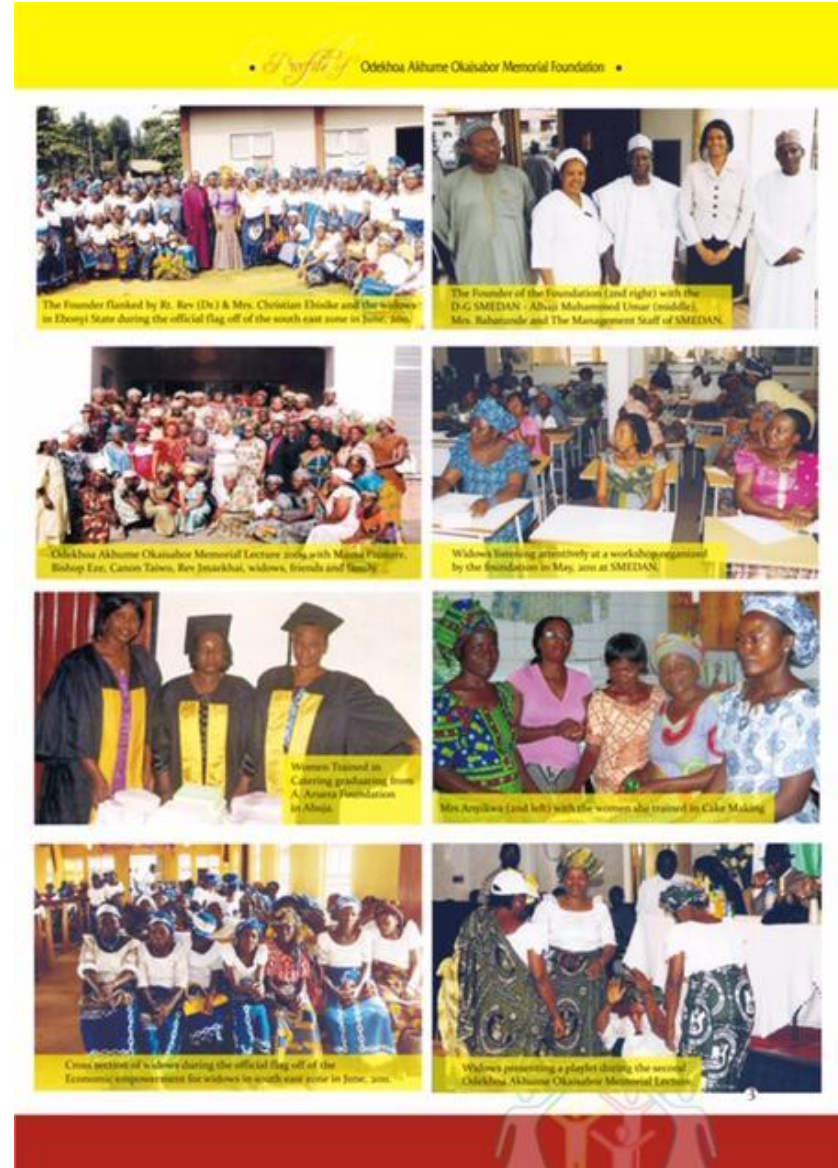 • Profile of Odekhoa Akhume Okaisabor Memorial Foundation •
The Founder flanked by Rt. Rev (Dr.) & Mrs. Christian Ebisike and the widows
in Ebonyi State during the official flag off of the south east zone in June, 2011.
The Founder of the Foundation (2nd right) with the
D-G SMEDAN - Alhaji Muhammed Umar (middle),
Mrs. Babatunde and The Management Staff of SMEDAN.
Odekhoa Akhume Okaisabor Memorial Lecture 2009 with
Bishop Eze, Canon Taiwo, Rev Imaekhai, widows, friends and family.
Widows listening attentively at a workshop organized
by the foundation in May, 2011 at SMEDAN.
Women Trained in
Catering graduating from
A. Aruera Foundation
in Abuja.
Mrs Anyikwa (2nd left) with the women she trained in Cake Making
Cross section of widows during the official flag off of the
Economic empowerment for widows in south east zone in June, 2011.
Widows presenting a playlet during the second
Odekhoa Akhume Okaisabor Memorial Lecture.
3